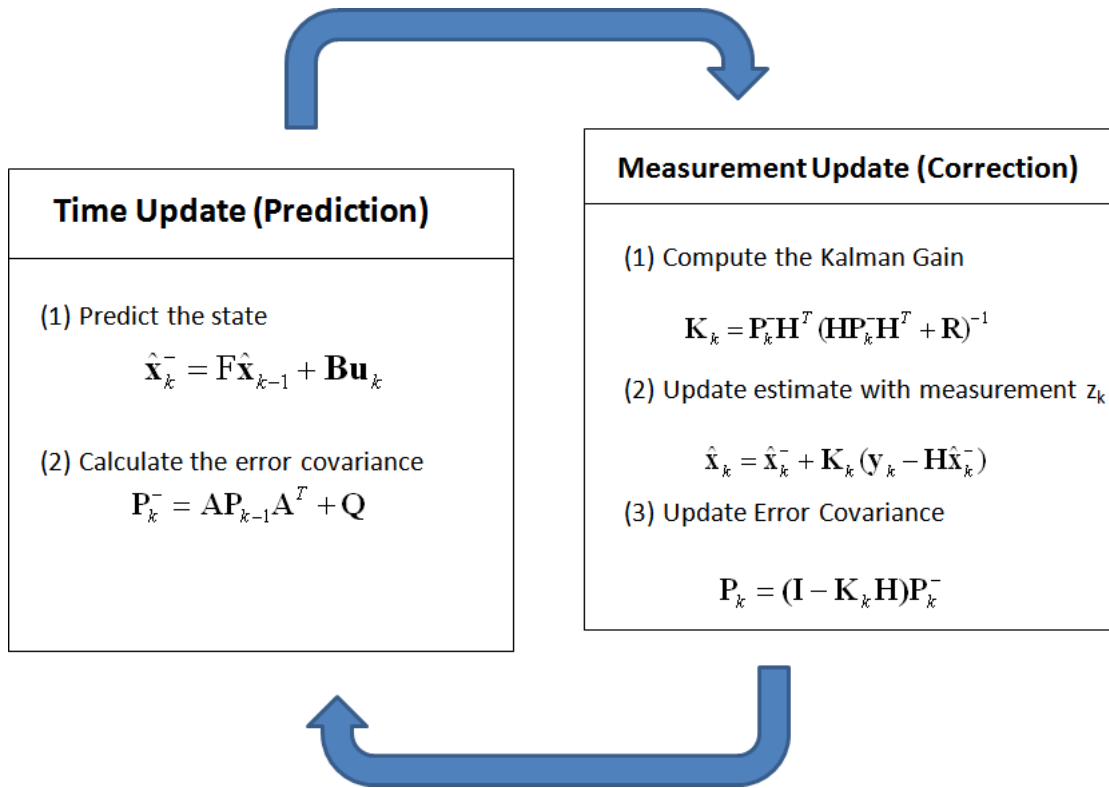 Time Update (Prediction)
(1) Predict the state
x̂ₖ⁻ = Fx̂ₖ₋₁ + Buₖ
(2) Calculate the error covariance
Pₖ⁻ = APₖ₋₁Aᵀ + Q
Measurement Update (Correction)
(1) Compute the Kalman Gain
Kₖ = Pₖ⁻Hᵀ(HPₖ⁻Hᵀ + R)⁻¹
(2) Update estimate with measurement zₖ
x̂ₖ = x̂ₖ⁻ + Kₖ(yₖ − Hx̂ₖ⁻)
(3) Update Error Covariance
Pₖ = (I − KₖH)Pₖ⁻